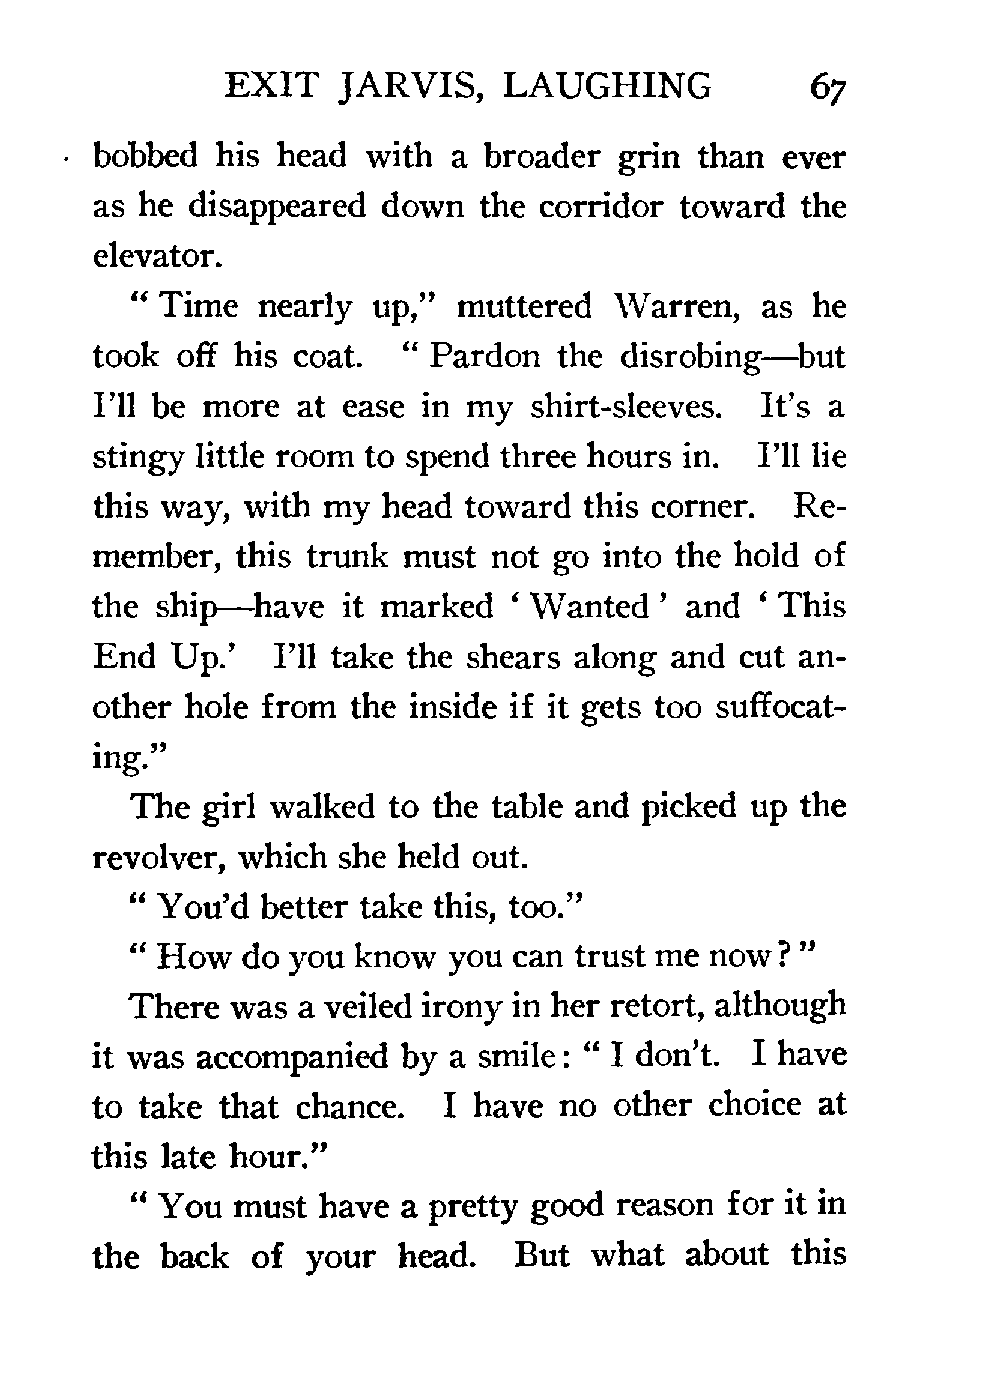 EXIT JARVIS, LAUGHING 67
bobbed his head with a broader grin than ever
as he disappeared down the corridor toward the
elevator.
“ Time nearly up,” muttered Warren, as he
took off his coat. “ Pardon the disrobing—but
I’ll be more at ease in my shirt-sleeves. It’s a
stingy little room to spend three hours in. I’ll lie
this way, with my head toward this corner. Re-
member, this trunk must not go into the hold of
the ship—have it marked ‘ Wanted ’ and ‘ This
End Up.’ I’ll take the shears along and cut an-
other hole from the inside if it gets too suffocat-
ing.”
The girl walked to the table and picked up the
revolver, which she held out.
“ You’d better take this, too.”
“ How do you know you can trust me now? ”
There was a veiled irony in her retort, although
it was accompanied by a smile: “ I don’t. I have
to take that chance. I have no other choice at
this late hour.”
“ You must have a pretty good reason for it in
the back of your head. But what about this